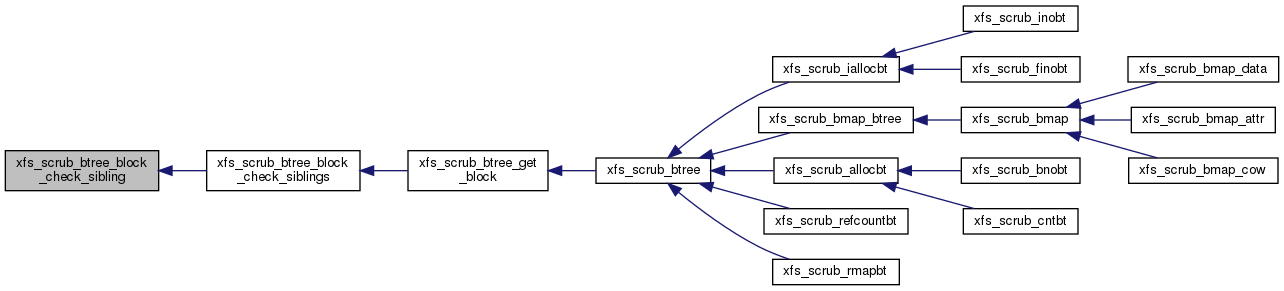 xfs_scrub_btree_block
_check_sibling
xfs_scrub_btree_block
_check_siblings
xfs_scrub_btree_get
_block
xfs_scrub_btree
xfs_scrub_iallocbt
xfs_scrub_inobt
xfs_scrub_finobt
xfs_scrub_bmap_btree
xfs_scrub_bmap
xfs_scrub_bmap_data
xfs_scrub_bmap_attr
xfs_scrub_bmap_cow
xfs_scrub_allocbt
xfs_scrub_bnobt
xfs_scrub_cntbt
xfs_scrub_refcountbt
xfs_scrub_rmapbt